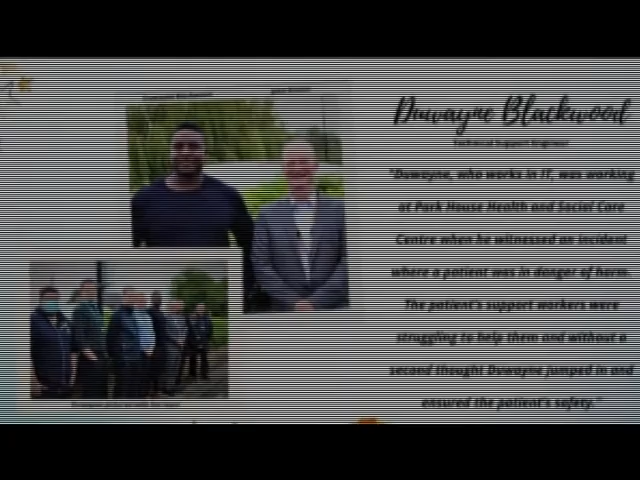 Duwayne Blackwood
Technical Support Engineer
"Duwayne, who works in IT, was working
at Park House Health and Social Care
Centre when he witnessed an incident
where a patient was in danger of harm.
The patient's support workers were
struggling to help them and without a
second thought Duwayne jumped in and
ensured the patient's safety."